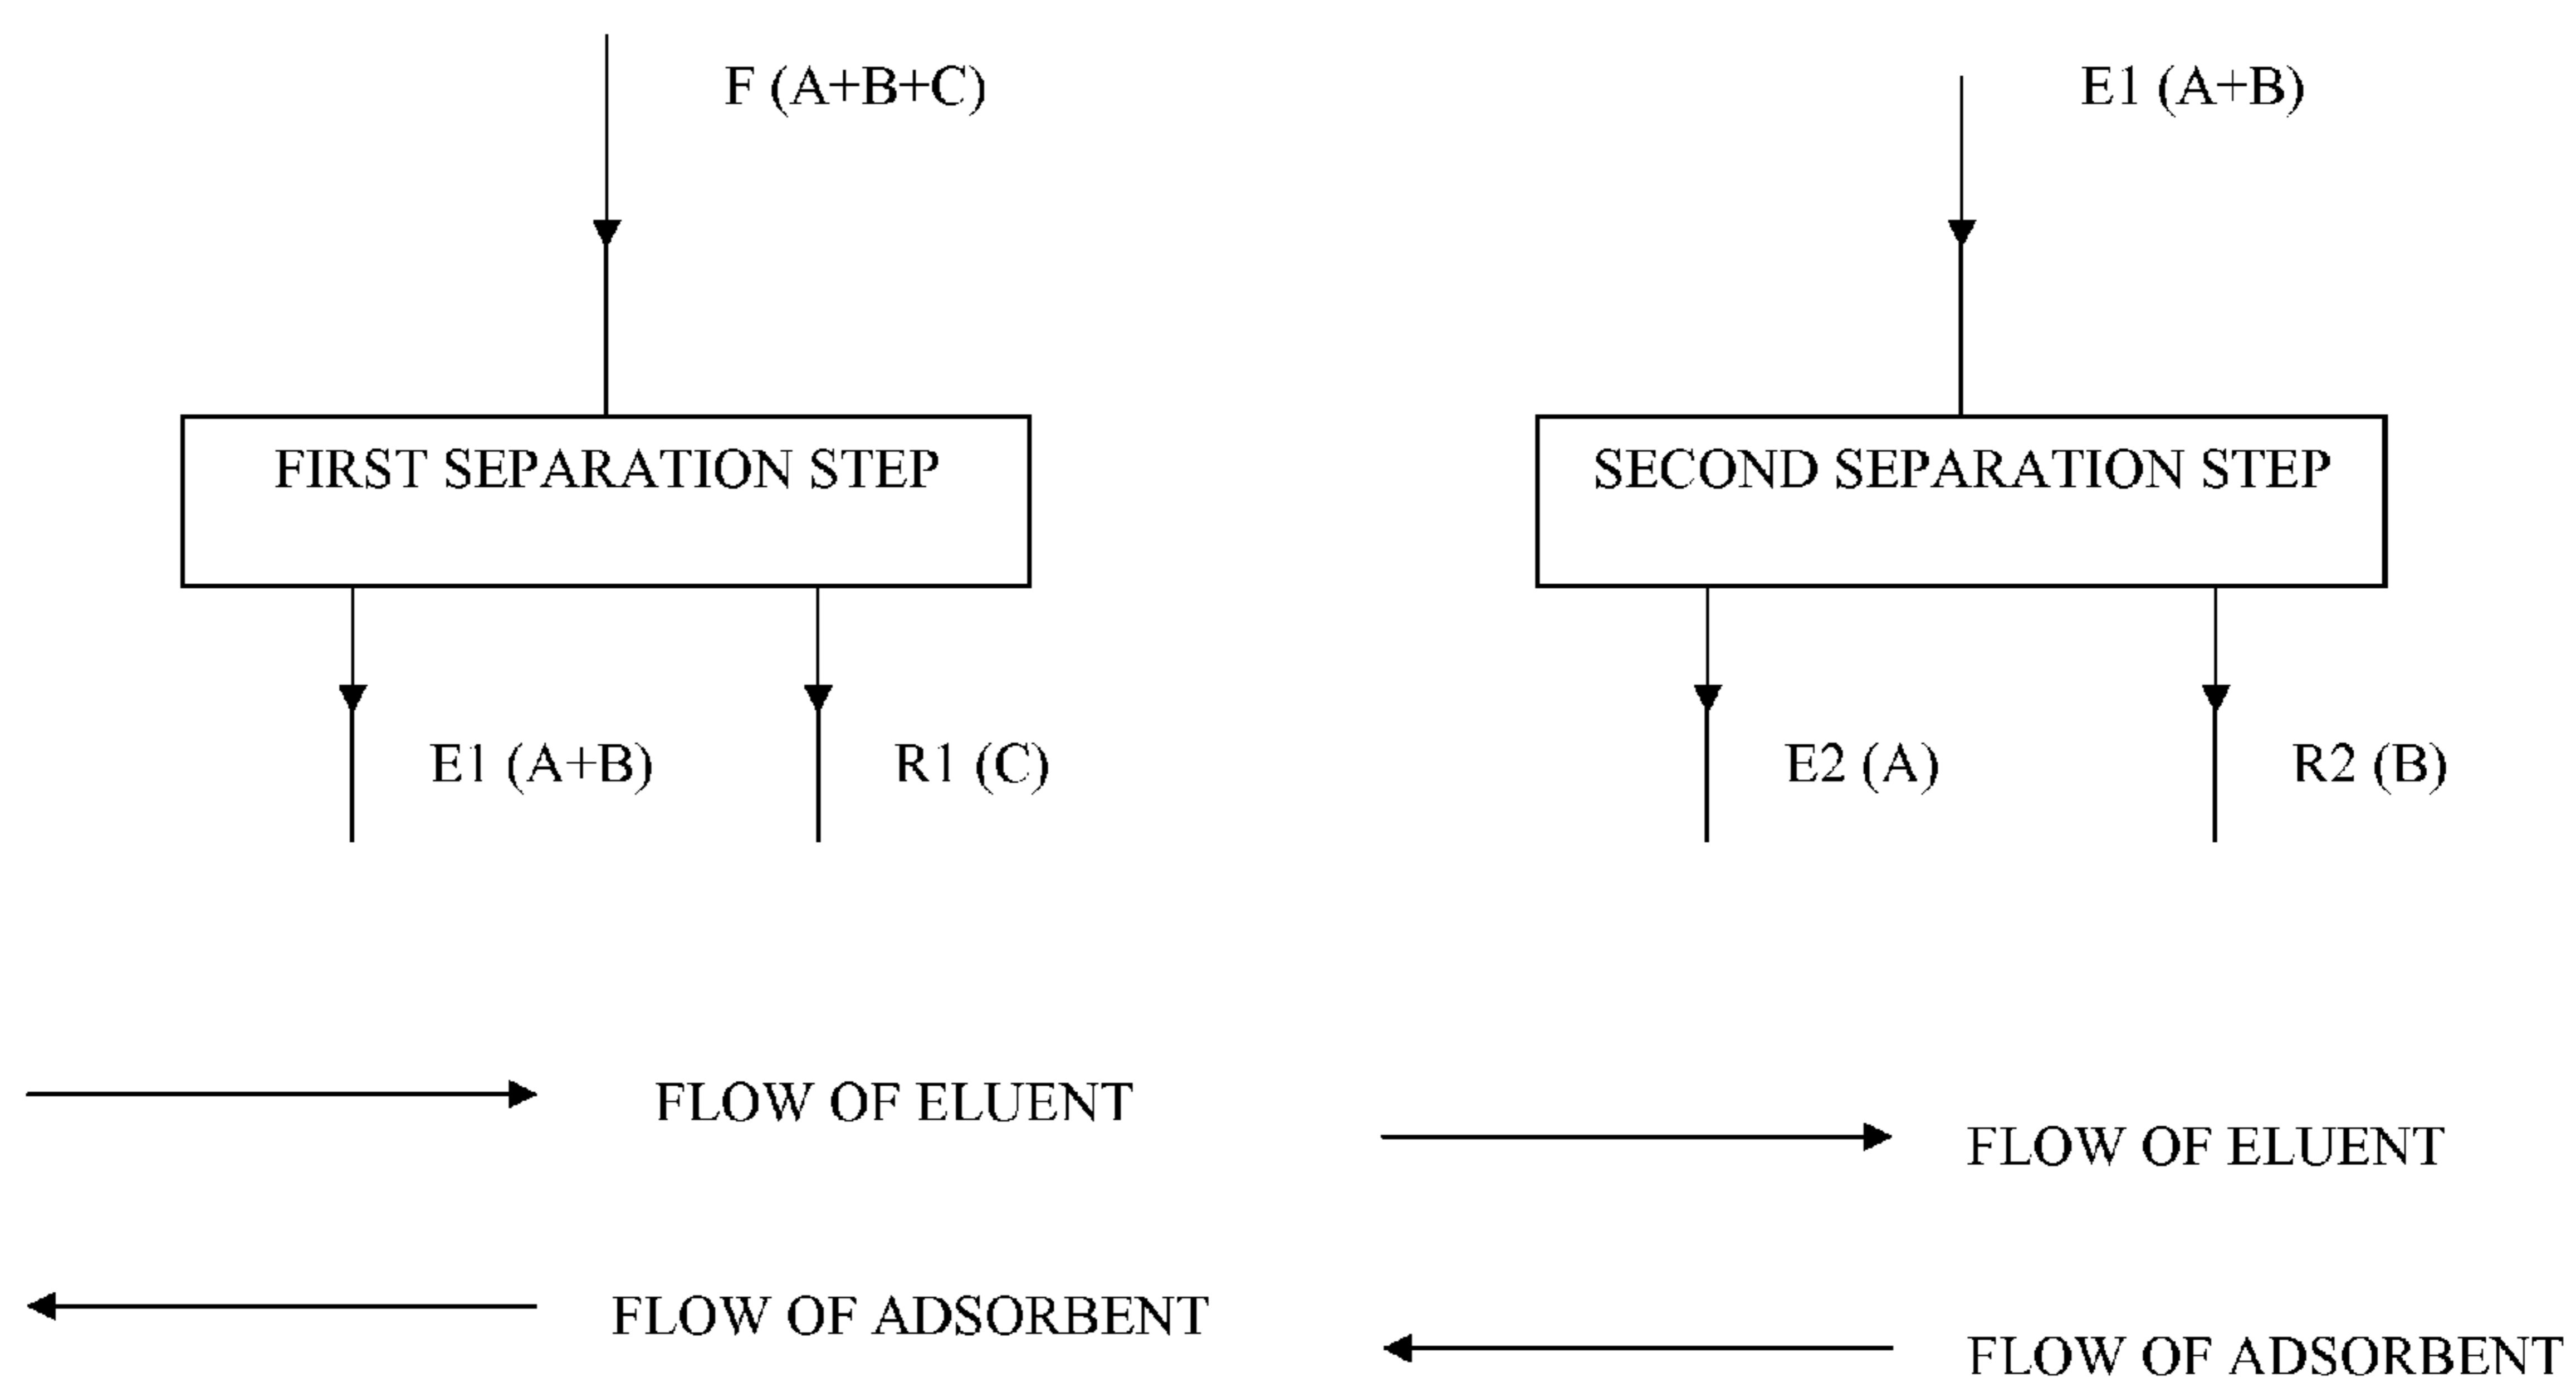 F (A+B+C)
E1 (A+B)
FIRST SEPARATION STEP
SECOND SEPARATION STEP
E1 (A+B)
R1 (C)
E2 (A)
R2 (B)
FLOW OF ELUENT
FLOW OF ELUENT
FLOW OF ADSORBENT
FLOW OF ADSORBENT